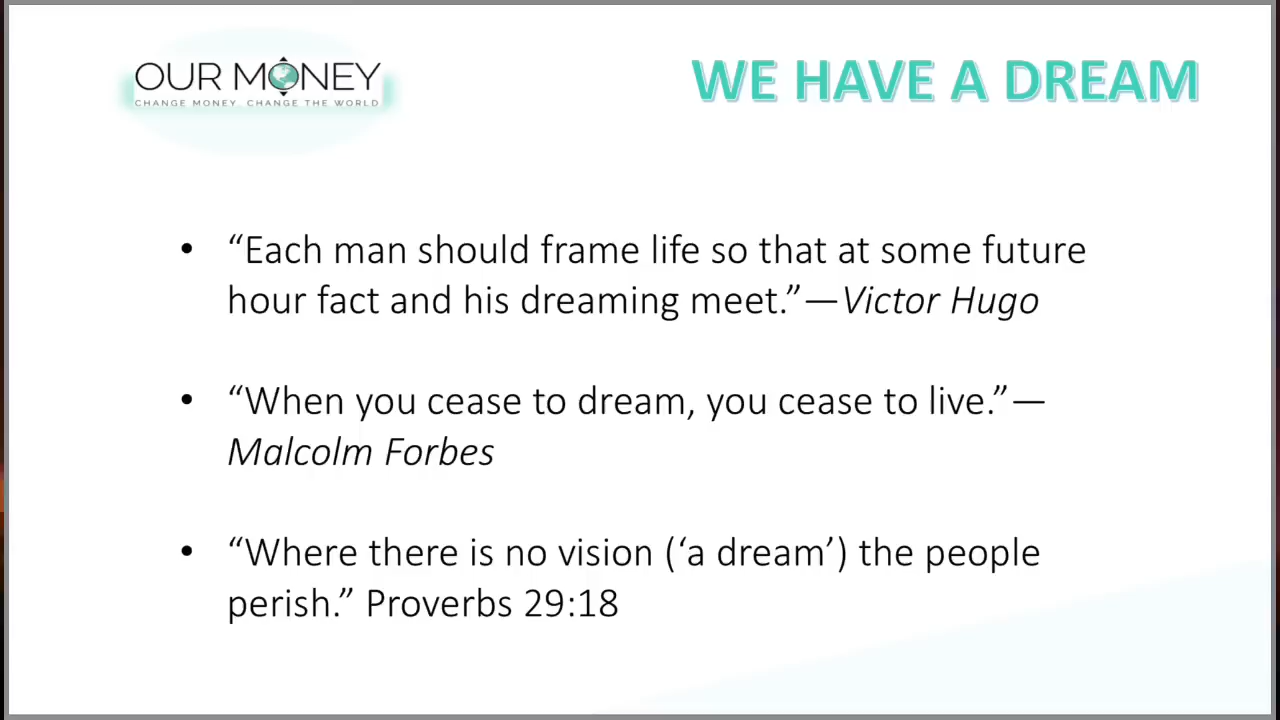 OUR MONEY
CHANGE MONEY CHANGE THE WORLD
WE HAVE A DREAM
• “Each man should frame life so that at some future
hour fact and his dreaming meet.”—Victor Hugo
• “When you cease to dream, you cease to live.”—
Malcolm Forbes
• “Where there is no vision (‘a dream’) the people
perish.” Proverbs 29:18